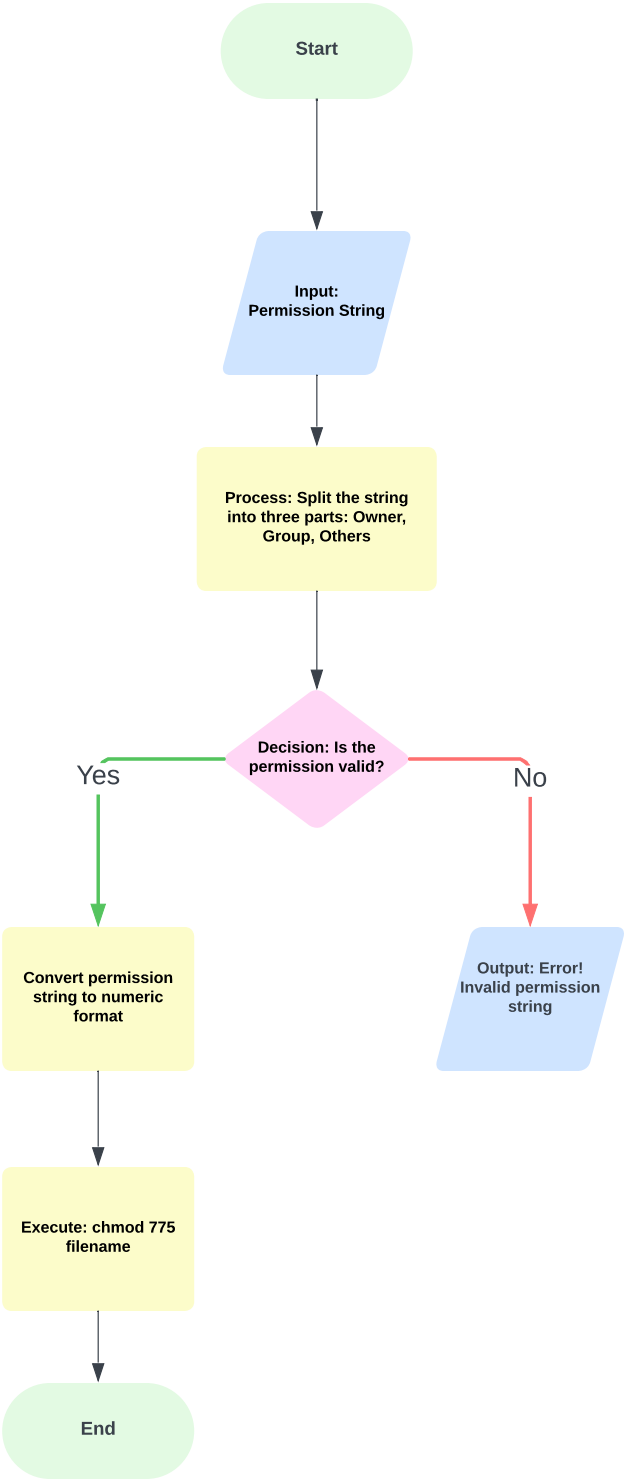 Start
Input:
Permission String
Process: Split the string
into three parts: Owner,
Group, Others
Decision: Is the
permission valid?
Yes
No
Output: Error!
Invalid permission
string
Convert permission
string to numeric
format
Execute: chmod 775
filename
End